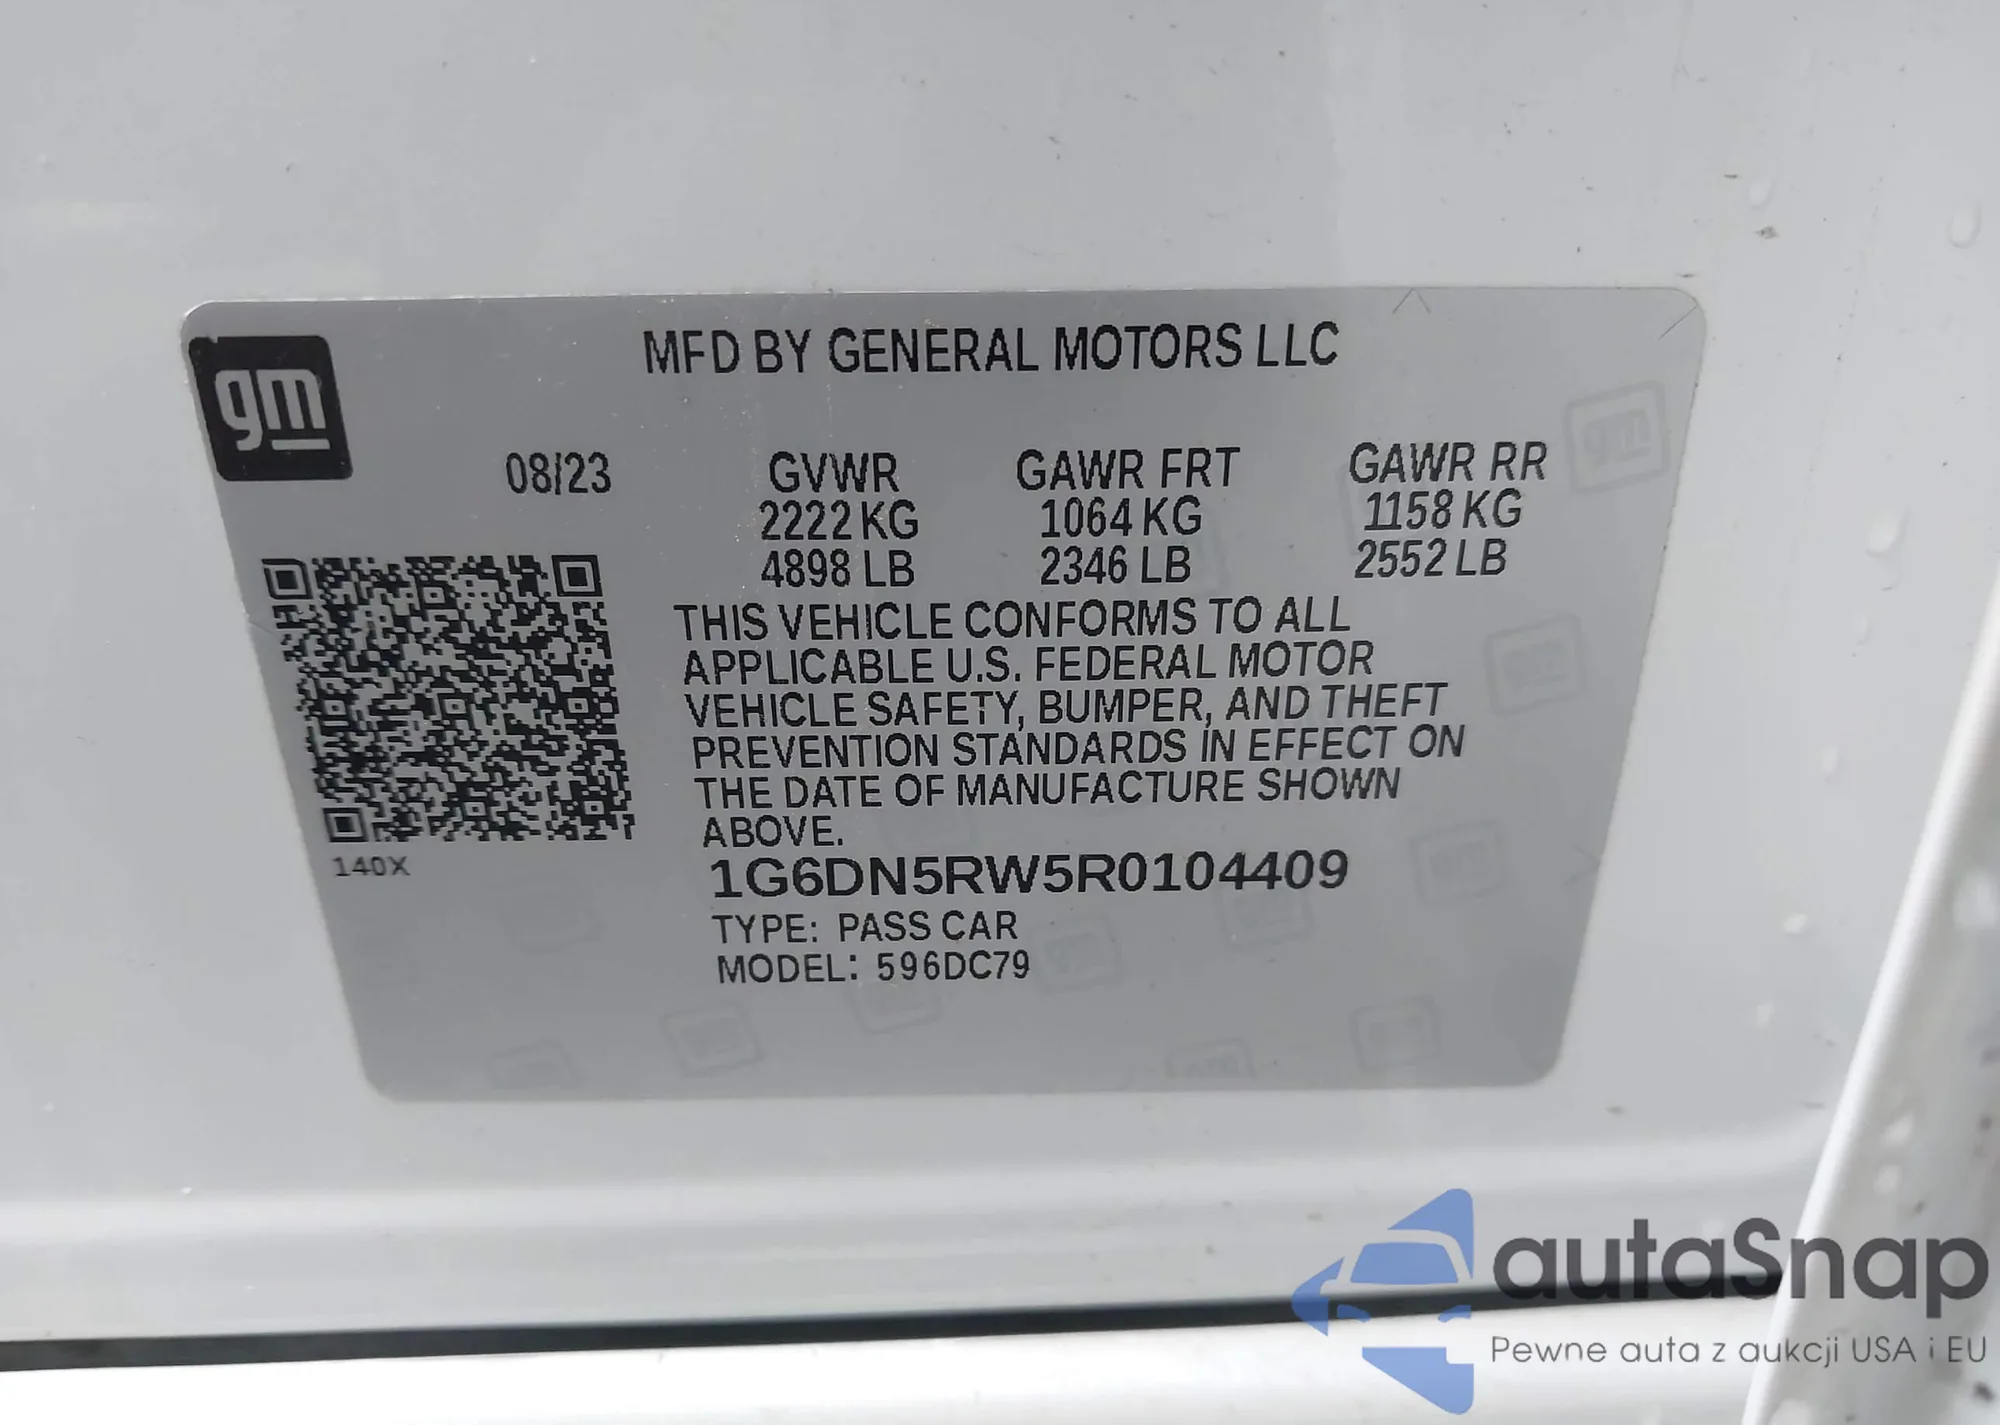 gm
MFD BY GENERAL MOTORS LLC
08/23 GVWR GAWR FRT GAWR RR
2222 KG 1064 KG 1158 KG
4898 LB 2346 LB 2552 LB
THIS VEHICLE CONFORMS TO ALL
APPLICABLE U.S. FEDERAL MOTOR
VEHICLE SAFETY, BUMPER, AND THEFT
PREVENTION STANDARDS IN EFFECT ON
THE DATE OF MANUFACTURE SHOWN
ABOVE.
140X
1G6DN5RW5R0104409
TYPE: PASS CAR
MODEL: 596DC79
autaSnap
Pewne auta z aukcji USA i EU